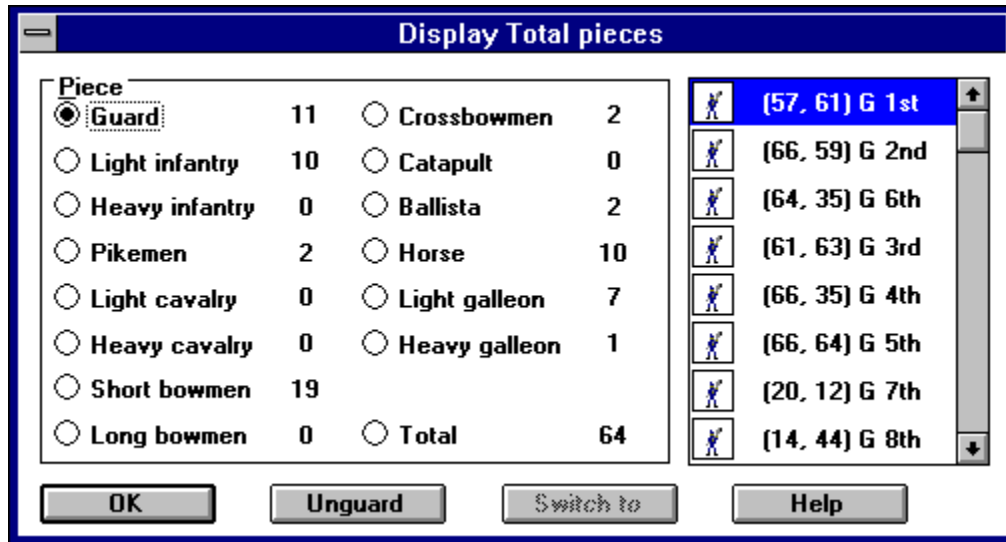 Display Total pieces
Piece
Guard 11 Crossbowmen 2
Light infantry 10 Catapult 0
Heavy infantry 0 Ballista 2
Pikemen 2 Horse 10
Light cavalry 0 Light galleon 7
Heavy cavalry 0 Heavy galleon 1
Short bowmen 19
Long bowmen 0 Total 64
(57, 61) G 1st
(66, 59) G 2nd
(64, 35) G 6th
(61, 63) G 3rd
(66, 35) G 4th
(66, 64) G 5th
(20, 12) G 7th
(14, 44) G 8th
OK Unguard Switch to Help